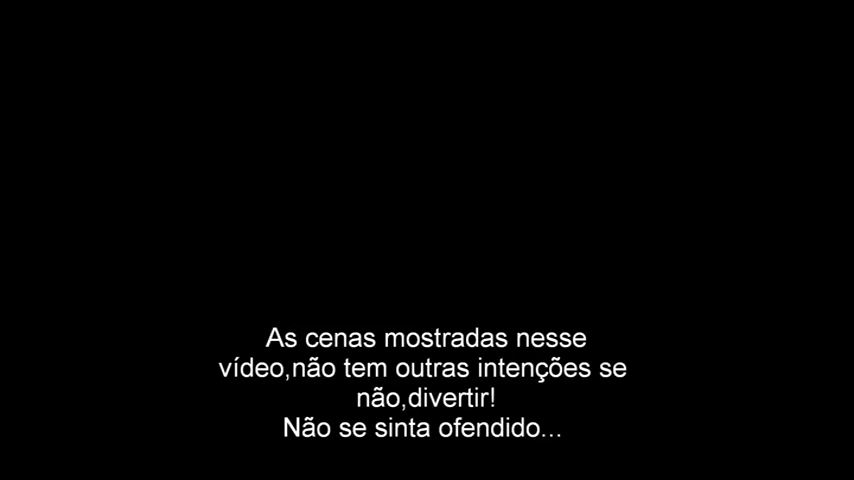 As cenas mostradas nesse
vídeo,não tem outras intenções se
não,divertir!
Não se sinta ofendido...